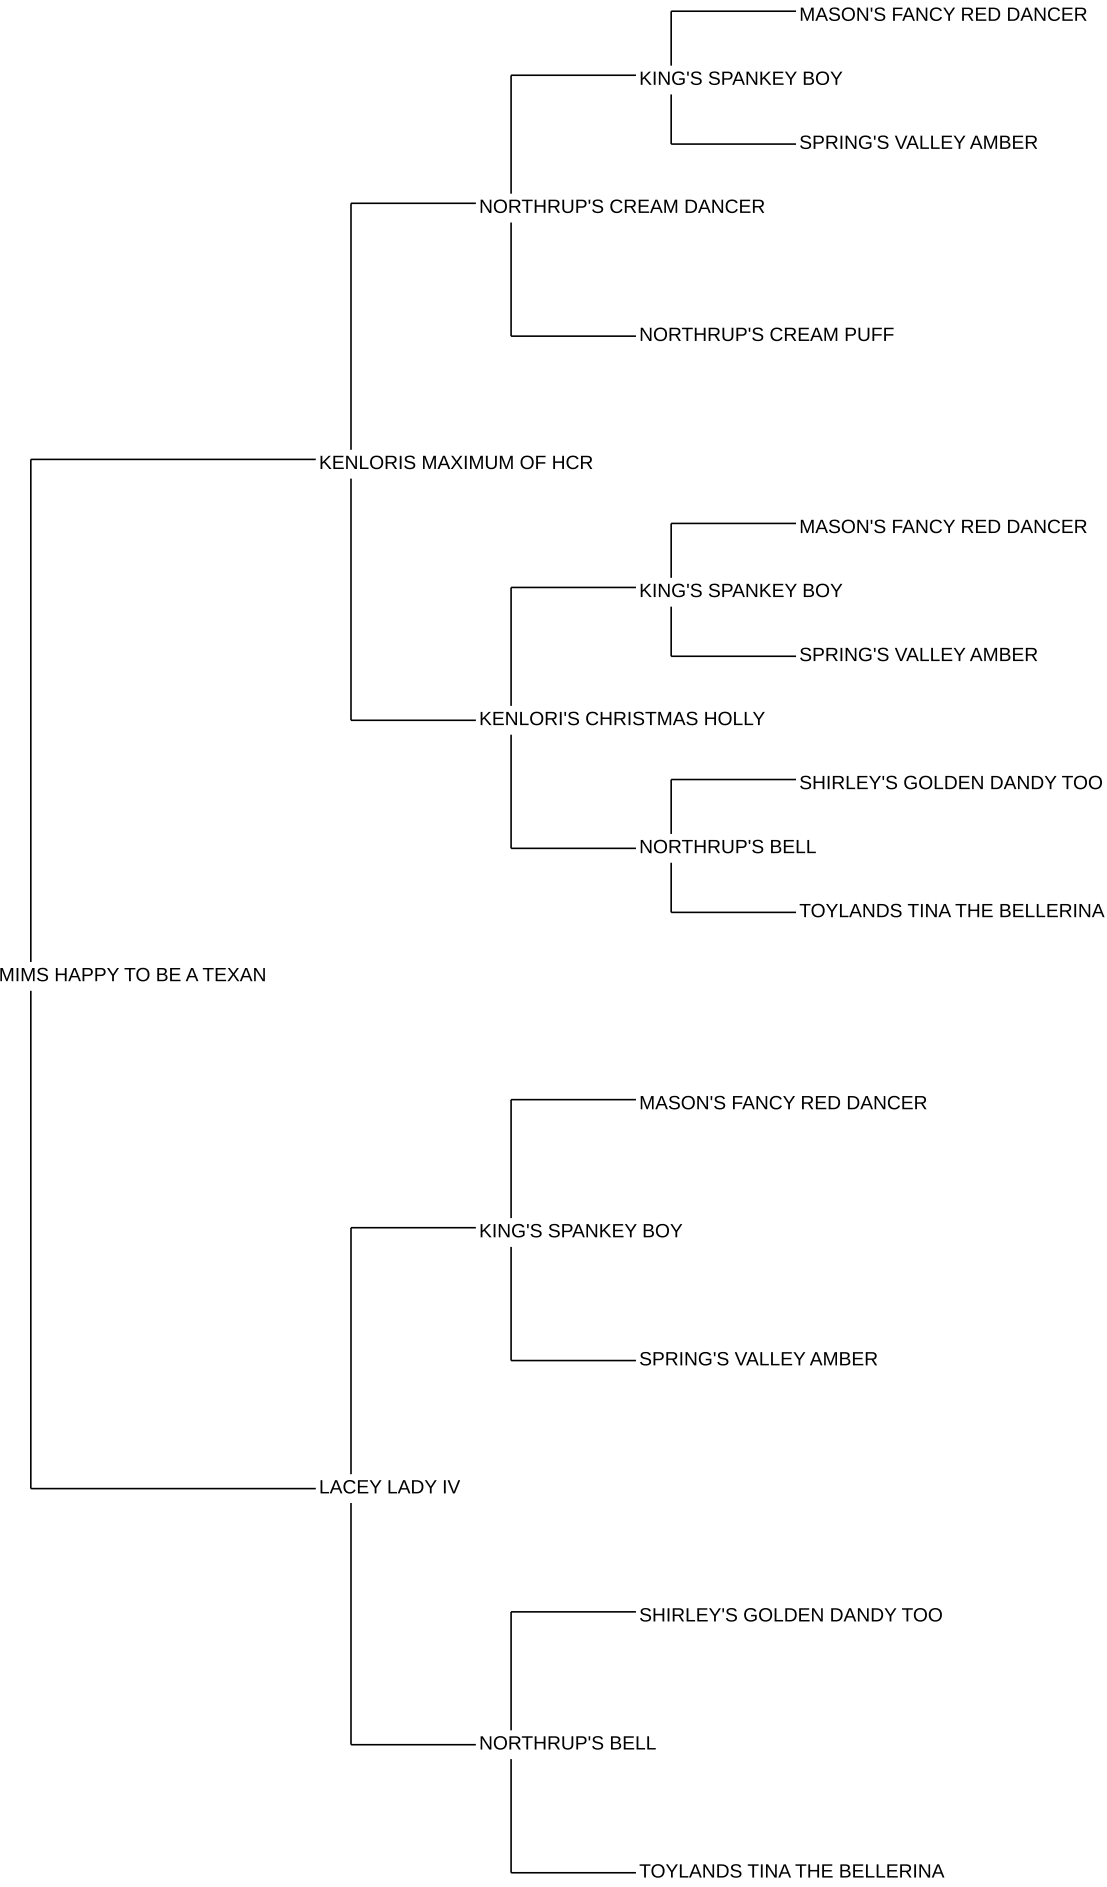 MASON'S FANCY RED DANCER
KING'S SPANKEY BOY
SPRING'S VALLEY AMBER
NORTHRUP'S CREAM DANCER
NORTHRUP'S CREAM PUFF
KENLORIS MAXIMUM OF HCR
MASON'S FANCY RED DANCER
KING'S SPANKEY BOY
SPRING'S VALLEY AMBER
KENLORI'S CHRISTMAS HOLLY
SHIRLEY'S GOLDEN DANDY TOO
NORTHRUP'S BELL
TOYLANDS TINA THE BELLERINA
MIMS HAPPY TO BE A TEXAN
MASON'S FANCY RED DANCER
KING'S SPANKEY BOY
SPRING'S VALLEY AMBER
LACEY LADY IV
SHIRLEY'S GOLDEN DANDY TOO
NORTHRUP'S BELL
TOYLANDS TINA THE BELLERINA